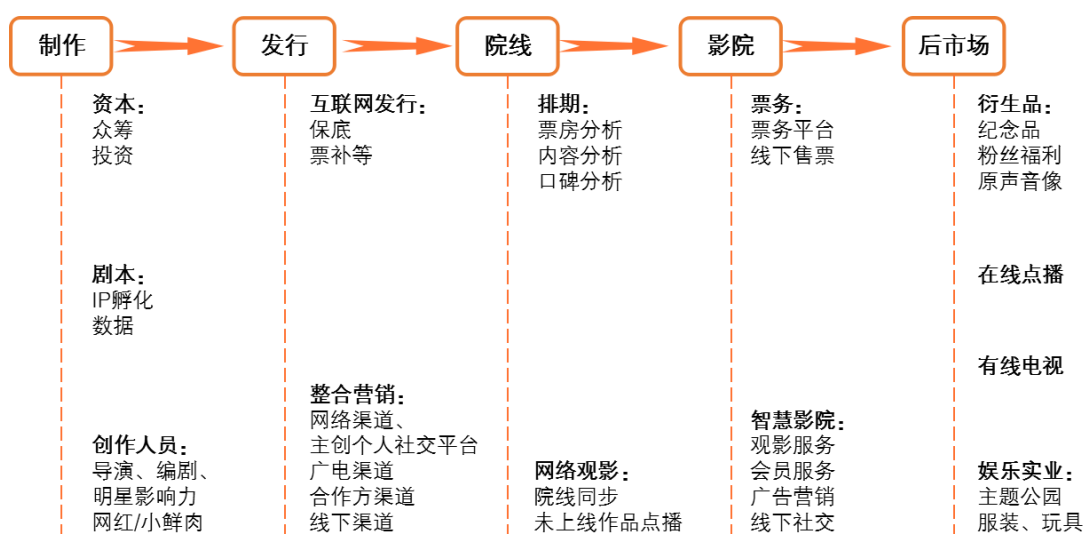 制作
发行
院线
影院
后市场
资本：
众筹
投资
剧本：
IP孵化
数据
创作人员：
导演、编剧、
明星影响力
网红/小鲜肉
互联网发行：
保底
票补等
整合营销：
网络渠道、
主创个人社交平台
广电渠道
合作方渠道
线下渠道
排期：
票房分析
内容分析
口碑分析
网络观影：
院线同步
未上线作品点播
票务：
票务平台
线下售票
智慧影院：
观影服务
会员服务
广告营销
线下社交
衍生品：
纪念品
粉丝福利
原声音像
在线点播
有线电视
娱乐实业：
主题公园
服装、玩具